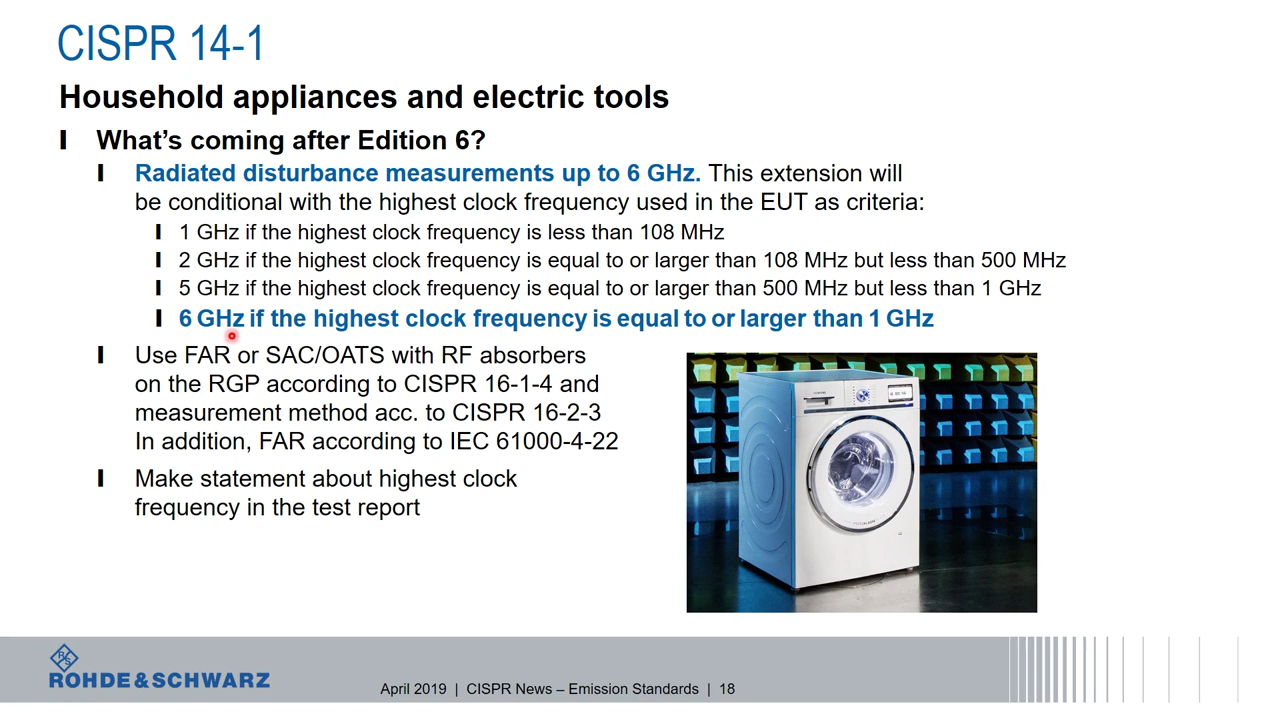 CISPR 14-1
Household appliances and electric tools
What's coming after Edition 6?
Radiated disturbance measurements up to 6 GHz. This extension will
be conditional with the highest clock frequency used in the EUT as criteria:
1 GHz if the highest clock frequency is less than 108 MHz
2 GHz if the highest clock frequency is equal to or larger than 108 MHz but less than 500 MHz
5 GHz if the highest clock frequency is equal to or larger than 500 MHz but less than 1 GHz
6 GHz if the highest clock frequency is equal to or larger than 1 GHz
Use FAR or SAC/OATS with RF absorbers
on the RGP according to CISPR 16-1-4 and
measurement method acc. to CISPR 16-2-3
In addition, FAR according to IEC 61000-4-22
Make statement about highest clock
frequency in the test report
R&S
ROHDE&SCHWARZ
April 2019 | CISPR News – Emission Standards | 18